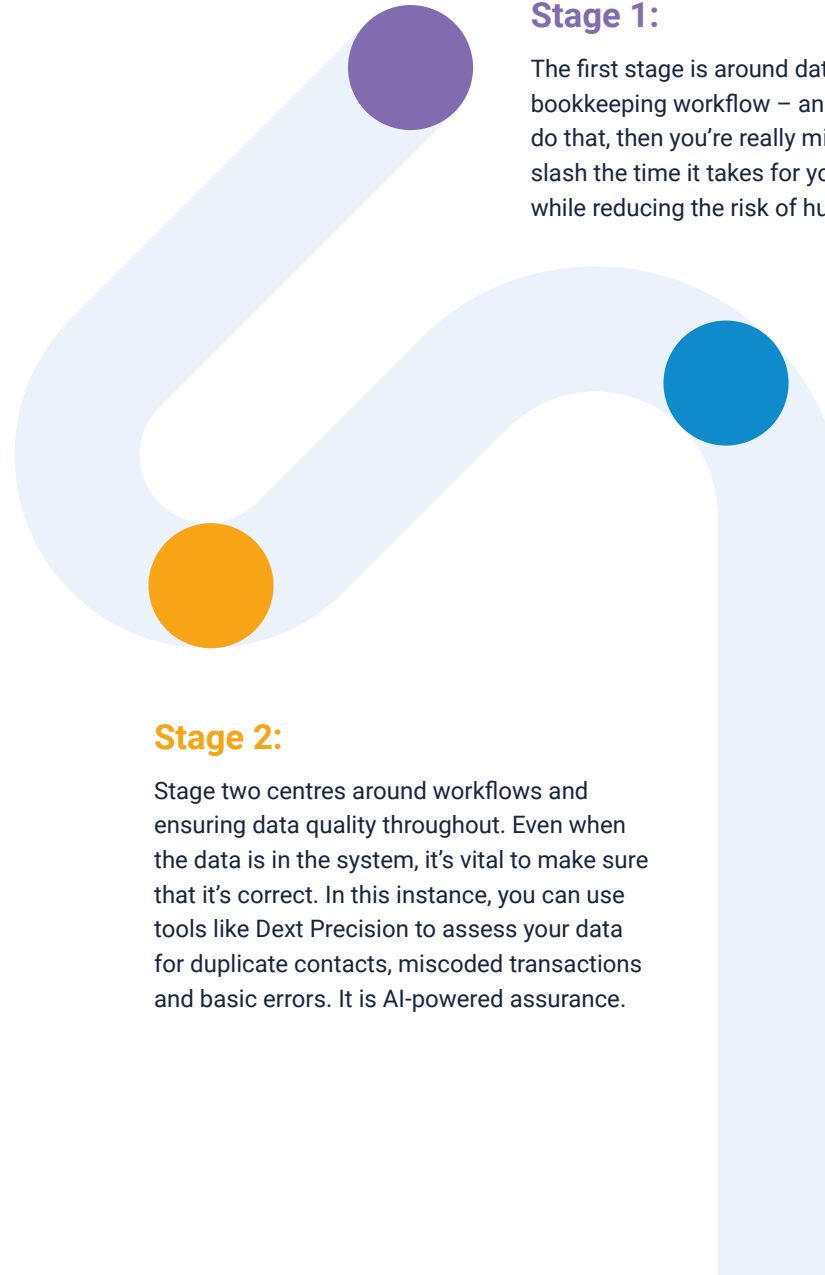 Stage 1:
The first stage is around
bookkeeping workflow – an
do that, then you’re really
slash the time it takes for
while reducing the risk of
Stage 2:
Stage two centres around workflows and
ensuring data quality throughout. Even when
the data is in the system, it’s vital to make sure
that it’s correct. In this instance, you can use
tools like Dext Precision to assess your data
for duplicate contacts, miscoded transactions
and basic errors. It is AI-powered assurance.